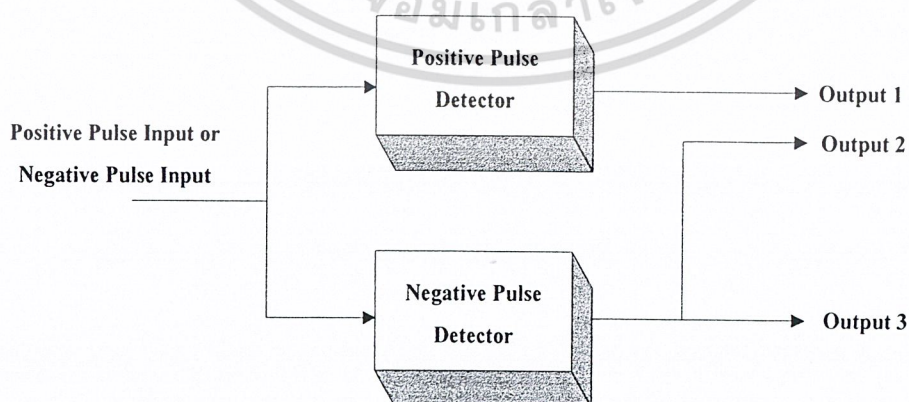 Positive Pulse
Detector
Positive Pulse Input or
Negative Pulse Input
Output 1
Output 2
Negative Pulse
Detector
Output 3